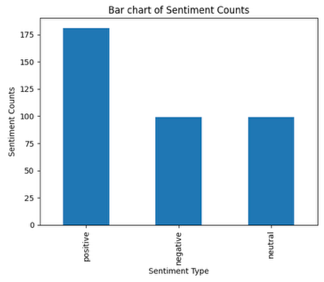 Bar chart of Sentiment Counts
175
150
125
100
75
50
25
0
Sentiment Counts
positive
negative
neutral
Sentiment Type